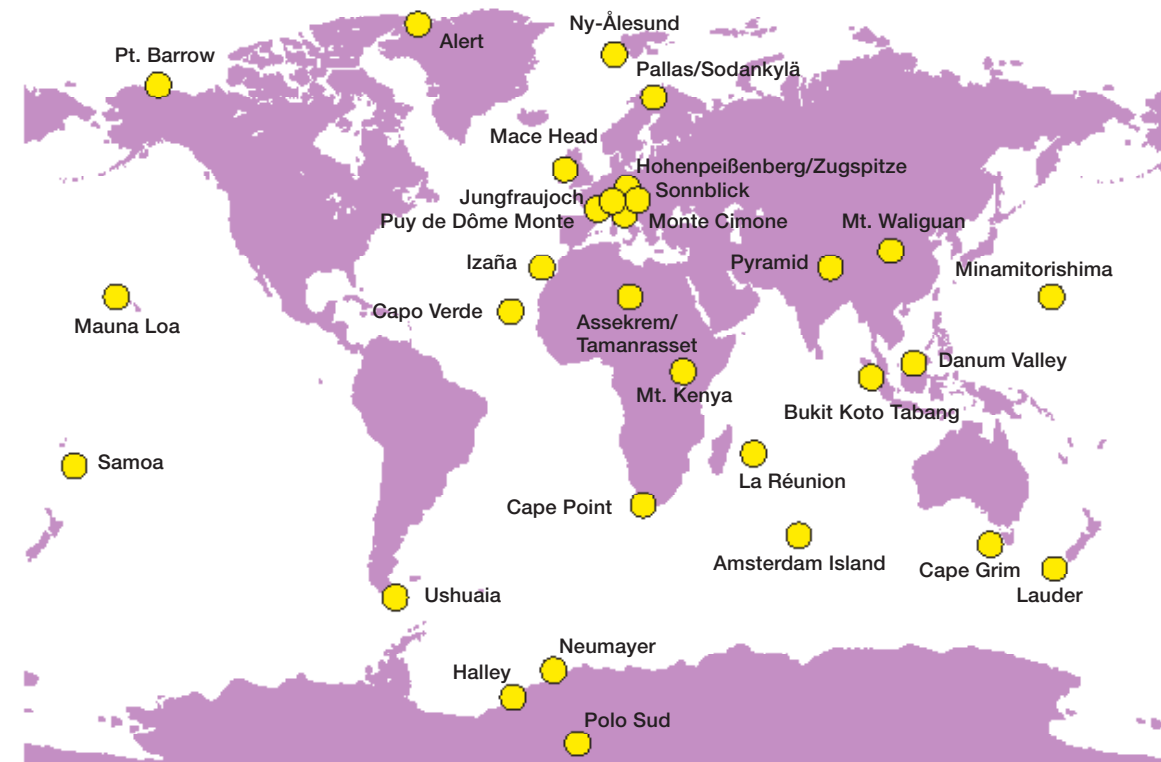 Ny-Ålesund
Alert
Pt. Barrow
Pallas/Sodankylä
Mace Head
Hohenpeißenberg/Zugspitze
Jungfraujoch
Sonnblick
Puy de Dôme Monte
Monte Cimone
Mt. Waliguan
Izaña
Pyramid
Minamitorishima
Capo Verde
Mauna Loa
Assekrem/
Tamanrasset
Danum Valley
Mt. Kenya
Bukit Koto Tabang
Samoa
La Réunion
Cape Point
Amsterdam Island
Cape Grim
Lauder
Ushuaia
Neumayer
Halley
Polo Sud